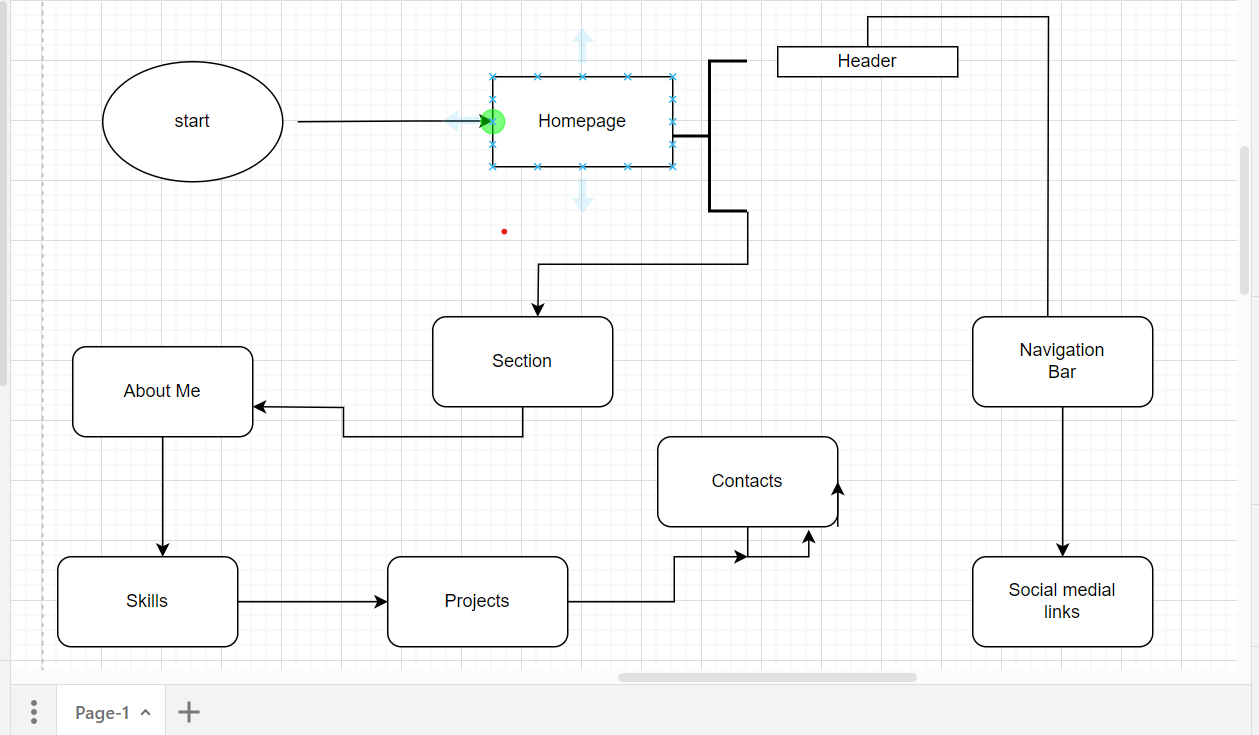 Header
start
Homepage
Navigation
Bar
Section
About Me
Contacts
Social medial
links
Skills
Projects
Page-1